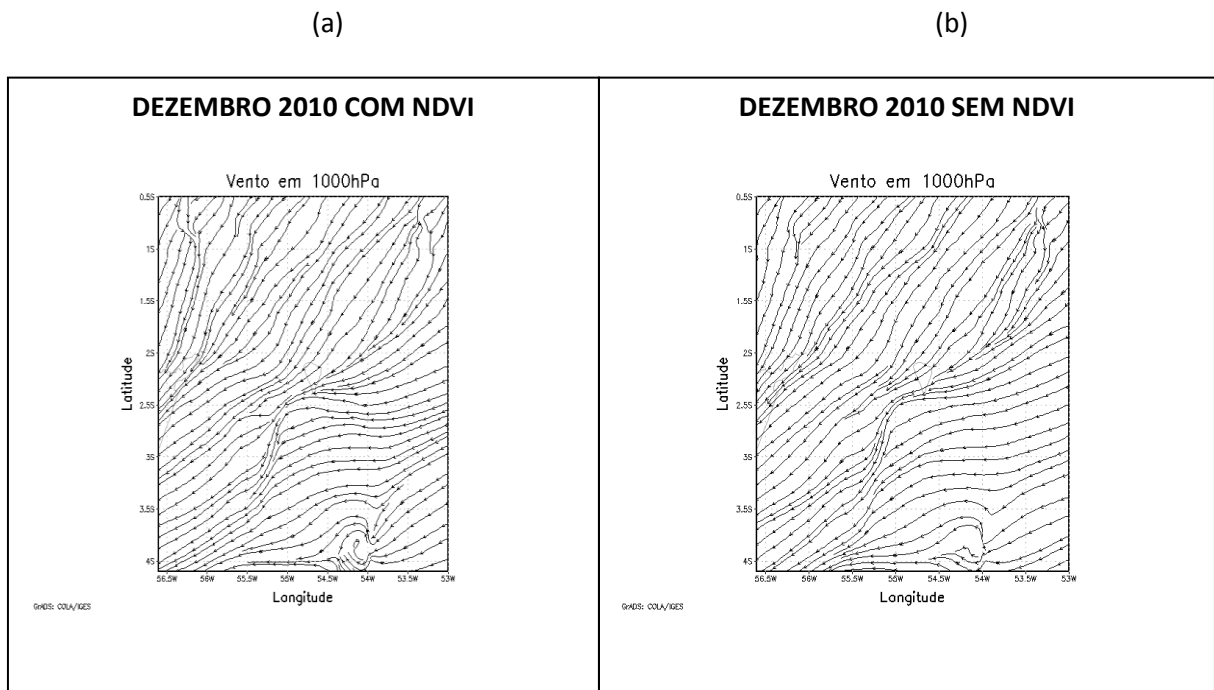 (a)
(b)
DEZEMBRO 2010 COM NDVI
Vento em 1000hPa
0.5S
1S
1.5S
2S
2.5S
3S
3.5S
4S
Latitude
56.5W 56W 55.5W 55W 54.5W 54W 53.5W 53W
Longitude
GrADS: COLA/IGES
DEZEMBRO 2010 SEM NDVI
Vento em 1000hPa
0.5S
1S
1.5S
2S
2.5S
3S
3.5S
4S
Latitude
56.5W 56W 55.5W 55W 54.5W 54W 53.5W 53W
Longitude
GrADS: COLA/IGES